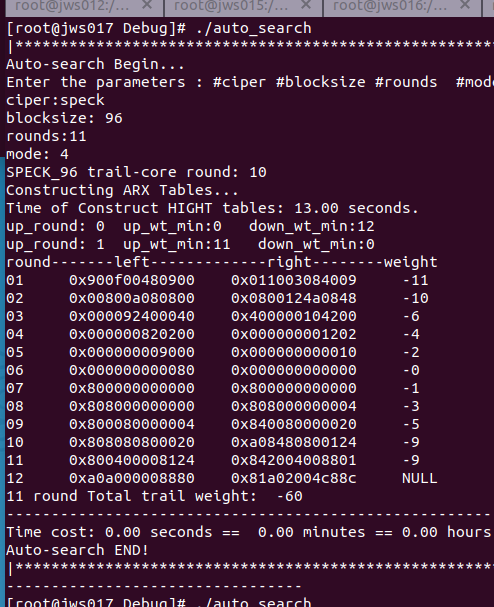 root@jws012:/... × root@jws015:/... × root@jws016:/...
[root@jws017 Debug]# ./auto_search
|**********************************************************
Auto-search Begin...
Enter the parameters : #ciper #blocksize #rounds  #mod
ciper:speck
blocksize: 96
rounds:11
mode: 4
SPECK_96 trail-core round: 10
Constructing ARX Tables...
Time of Construct HIGHT tables: 13.00 seconds.
up_round: 0  up_wt_min:0   down_wt_min:12
up_round: 1  up_wt_min:11   down_wt_min:0
round-------left-------------right--------weight
01     0x900f00480900    0x011003084009     -11
02     0x00800a080800    0x0800124a0848     -10
03     0x000092400040    0x400000104200     -6
04     0x000000820200    0x000000001202     -4
05     0x000000009000    0x000000000010     -2
06     0x000000000080    0x000000000000     -0
07     0x800000000000    0x800000000000     -1
08     0x808000000000    0x808000000004     -3
09     0x800080000004    0x840080000020     -5
10     0x808080800020    0xa08480800124     -9
11     0x800400008124    0x842004008801     -9
12     0xa0a000008880    0x81a02004c88c     NULL
11 round Total trail weight:  -60
----------------------------------------------------------
Time cost: 0.00 seconds ==  0.00 minutes == 0.00 hours
Auto-search END!
|**********************************************************
----------------------------------
[root@jws017 Debug]# ./auto_search